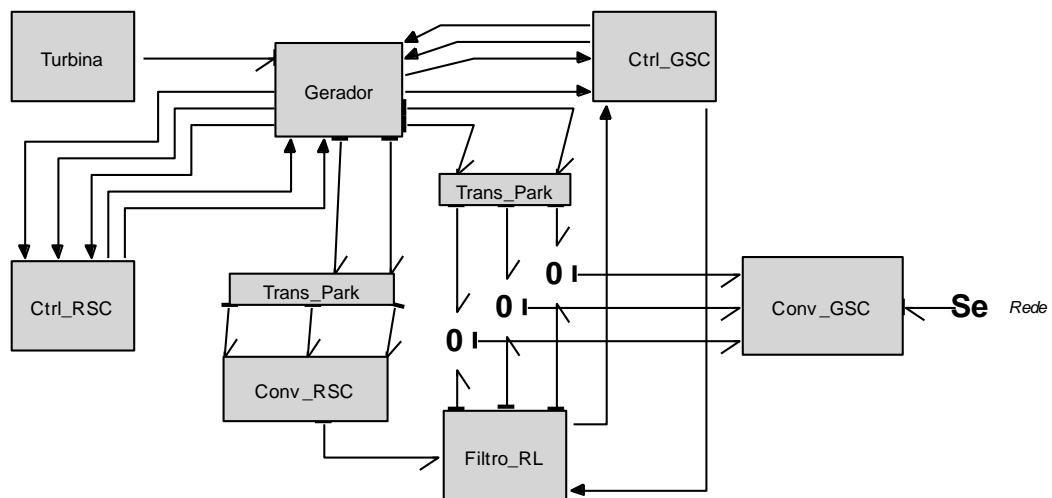 Turbina
Ctrl_GSC
Gerador
Trans_Park
0
Ctrl_RSC
Trans_Park
0
Conv_GSC
Se
Rede
0
Conv_RSC
Filtro_RL